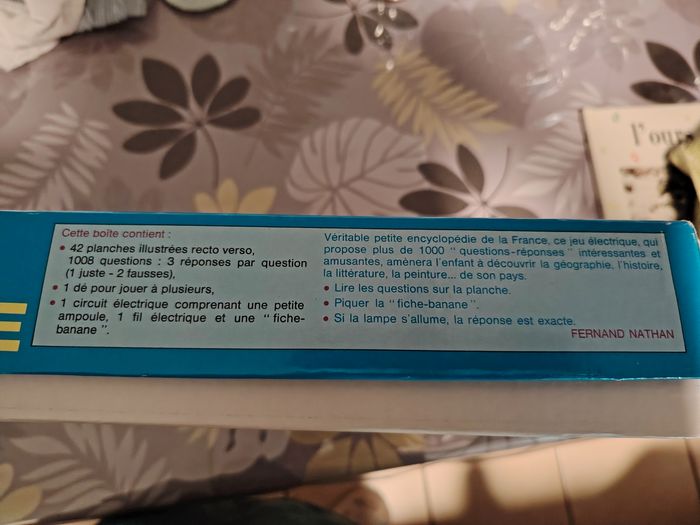 Cette boîte contient :
• 42 planches illustrées recto verso,
1008 questions : 3 réponses par question
(1 juste - 2 fausses),
• 1 dé pour jouer à plusieurs,
• 1 circuit électrique comprenant une petite
ampoule, 1 fil électrique et une "fiche-
banane".
Véritable petite encyclopédie de la France, ce jeu électrique, qui
propose plus de 1000 "questions-réponses" intéressantes et
amusantes, amènera l'enfant à découvrir la géographie, l'histoire,
la littérature, la peinture... de son pays.
• Lire les questions sur la planche.
• Piquer la "fiche-banane".
• Si la lampe s'allume, la réponse est exacte.
FERNAND NATHAN
l'ours